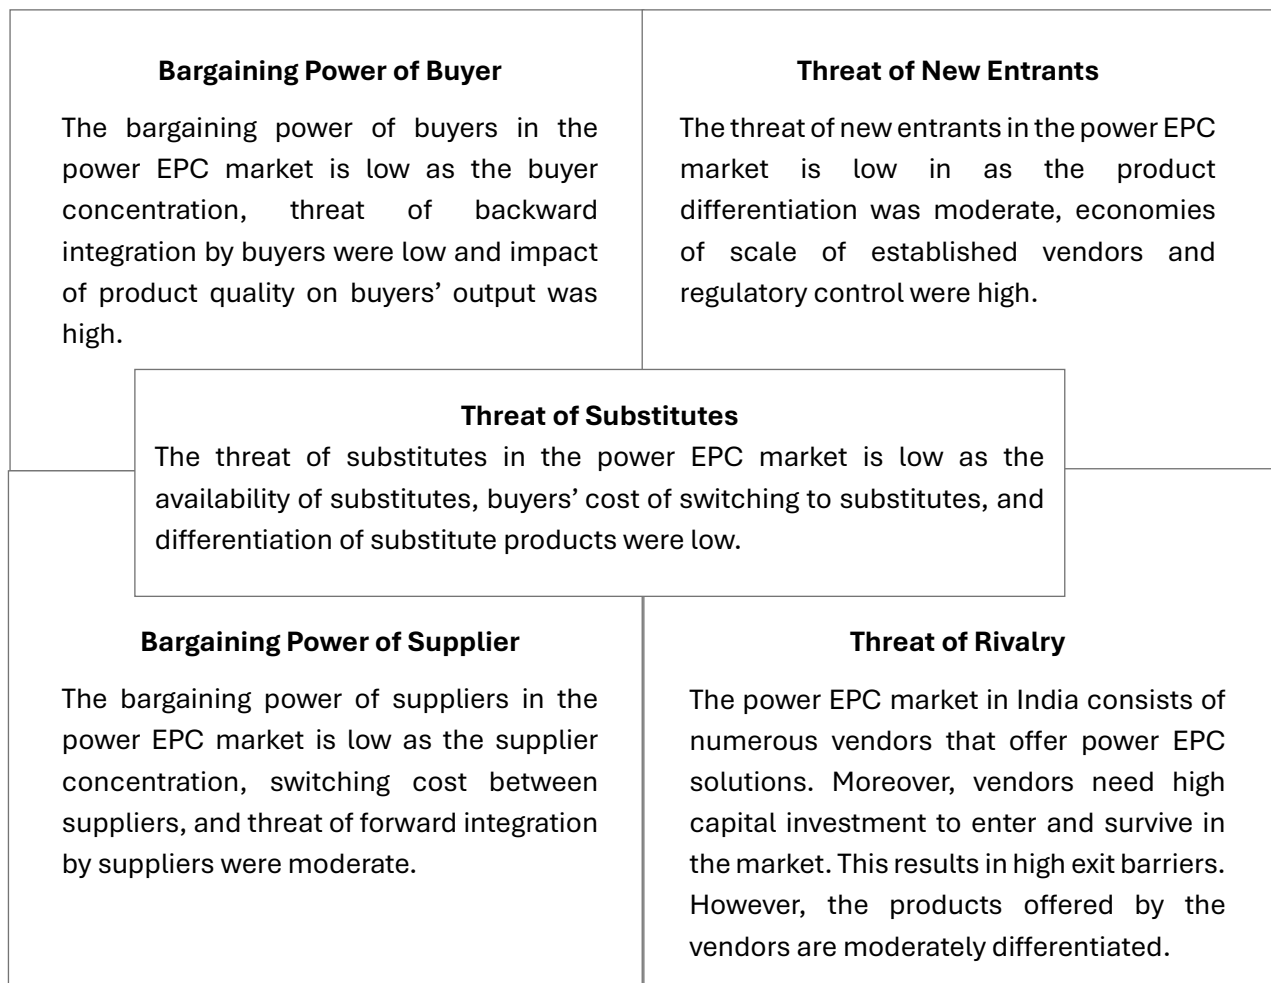 Bargaining Power of Buyer
The bargaining power of buyers in the
power EPC market is low as the buyer
concentration, threat of backward
integration by buyers were low and impact
of product quality on buyers’ output was
high.
Threat of New Entrants
The threat of new entrants in the power EPC
market is low in as the product
differentiation was moderate, economies
of scale of established vendors and
regulatory control were high.
Threat of Substitutes
The threat of substitutes in the power EPC market is low as the
availability of substitutes, buyers’ cost of switching to substitutes, and
differentiation of substitute products were low.
Bargaining Power of Supplier
The bargaining power of suppliers in the
power EPC market is low as the supplier
concentration, switching cost between
suppliers, and threat of forward integration
by suppliers were moderate.
Threat of Rivalry
The power EPC market in India consists of
numerous vendors that offer power EPC
solutions. Moreover, vendors need high
capital investment to enter and survive in
the market. This results in high exit barriers.
However, the products offered by the
vendors are moderately differentiated.